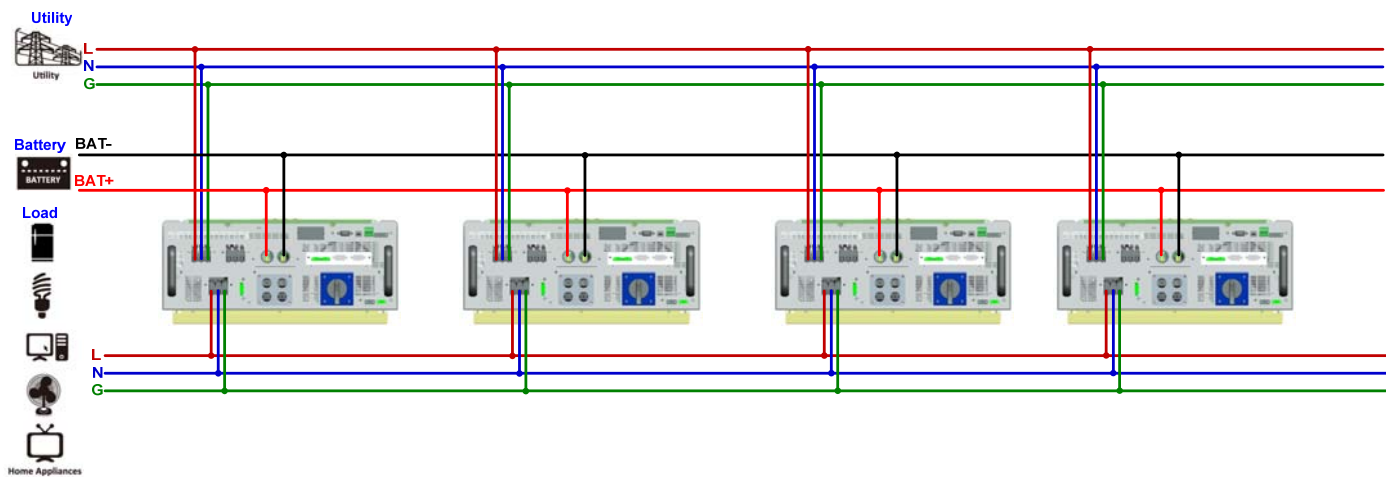 Utility
L
N
Utility
G
Battery BAT-
BATTERY
BAT+
Load
L
N
G
Home Appliances